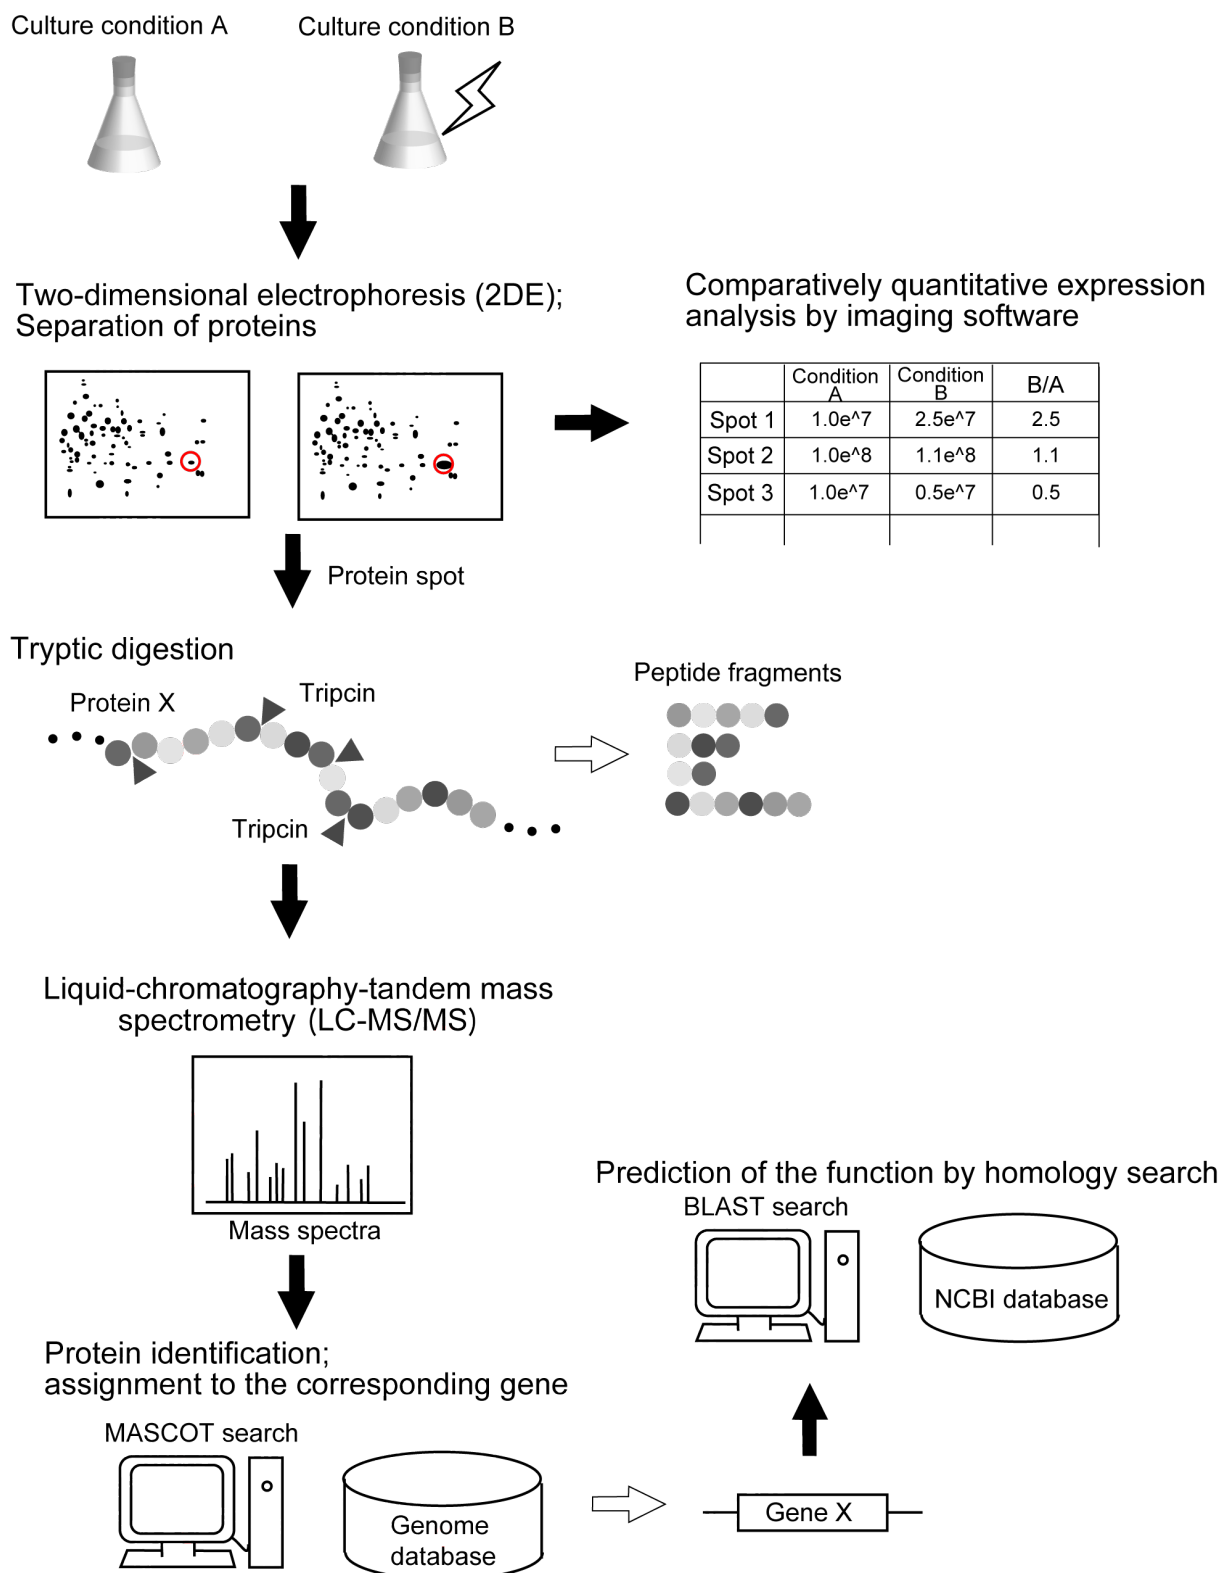 Culture condition A
Culture condition B
Two-dimensional electrophoresis (2DE);
Separation of proteins
Comparatively quantitative expression
analysis by imaging software
Condition
A
Condition
B
B/A
Spot 1
1.0e^7
2.5e^7
2.5
Spot 2
1.0e^8
1.1e^8
1.1
Spot 3
1.0e^7
0.5e^7
0.5
Protein spot
Tryptic digestion
Protein X
Tripcin
Tripcin
Peptide fragments
Liquid-chromatography-tandem mass
spectrometry (LC-MS/MS)
Mass spectra
Protein identification;
assignment to the corresponding gene
MASCOT search
Genome
database
Gene X
Prediction of the function by homology search
BLAST search
NCBI database